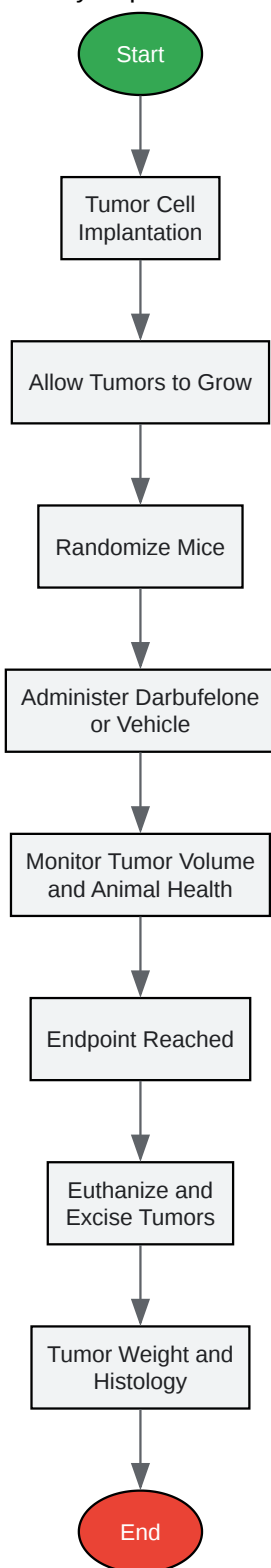 Start
Tumor Cell
Implantation
Allow Tumors to Grow
Randomize Mice
Administer Darbufelone
or Vehicle
Monitor Tumor Volume
and Animal Health
Endpoint Reached
Euthanize and
Excise Tumors
Tumor Weight and
Histology
End